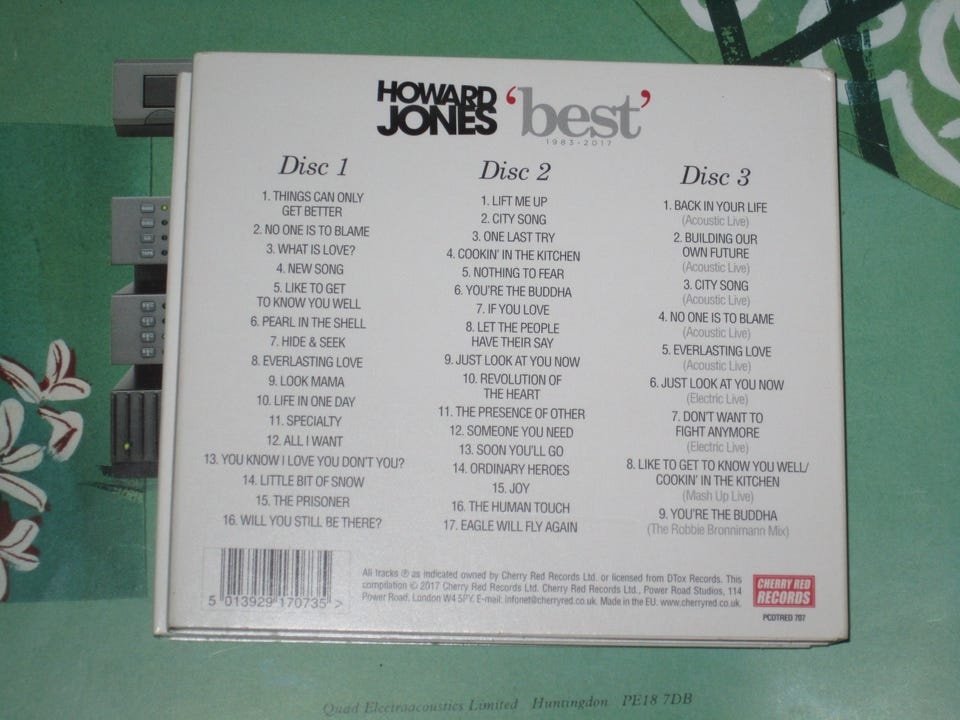 HOWARD
JONES 'best'
1983-2017
Disc 1
1. THINGS CAN ONLY
GET BETTER
2. NO ONE IS TO BLAME
3. WHAT IS LOVE?
4. NEW SONG
5. LIKE TO GET
TO KNOW YOU WELL
6. PEARL IN THE SHELL
7. HIDE & SEEK
8. EVERLASTING LOVE
9. LOOK MAMA
10. LIFE IN ONE DAY
11. SPECIALTY
12. ALL I WANT
13. YOU KNOW I LOVE YOU DON'T YOU?
14. LITTLE BIT OF SNOW
15. THE PRISONER
16. WILL YOU STILL BE THERE?
Disc 2
1. LIFT ME UP
2. CITY SONG
3. ONE LAST TRY
4. COOKIN' IN THE KITCHEN
5. NOTHING TO FEAR
6. YOU'RE THE BUDDHA
7. IF YOU LOVE
8. LET THE PEOPLE
HAVE THEIR SAY
9. JUST LOOK AT YOU NOW
10. REVOLUTION OF
THE HEART
11. THE PRESENCE OF OTHER
12. SOMEONE YOU NEED
13. SOON YOU'LL GO
14. ORDINARY HEROES
15. JOY
16. THE HUMAN TOUCH
17. EAGLE WILL FLY AGAIN
Disc 3
1. BACK IN YOUR LIFE
(Acoustic Live)
2. BUILDING OUR
OWN FUTURE
(Acoustic Live)
3. CITY SONG
(Acoustic Live)
4. NO ONE IS TO BLAME
(Acoustic Live)
5. EVERLASTING LOVE
(Acoustic Live)
6. JUST LOOK AT YOU NOW
(Electric Live)
7. DON'T WANT TO
FIGHT ANYMORE
(Electric Live)
8. LIKE TO GET TO KNOW YOU WELL/
COOKIN' IN THE KITCHEN
(Mash Up Live)
9. YOU'RE THE BUDDHA
(The Robbie Bronnimann Mix)
5 013929 170735 >
All tracks ℗ as indicated owned by Cherry Red Records Ltd. or licensed from DTox Records. This
compilation © 2017 Cherry Red Records Ltd. Cherry Red Records Ltd., Power Road Studios, 114
Power Road, London W4 5PY. E-mail: infonet@cherryred.co.uk. Made in the EU. www.cherryred.co.uk.
CHERRY RED
RECORDS
PCDTRED 707
Quad Electroacoustics Limited Huntingdon PE18 7DB